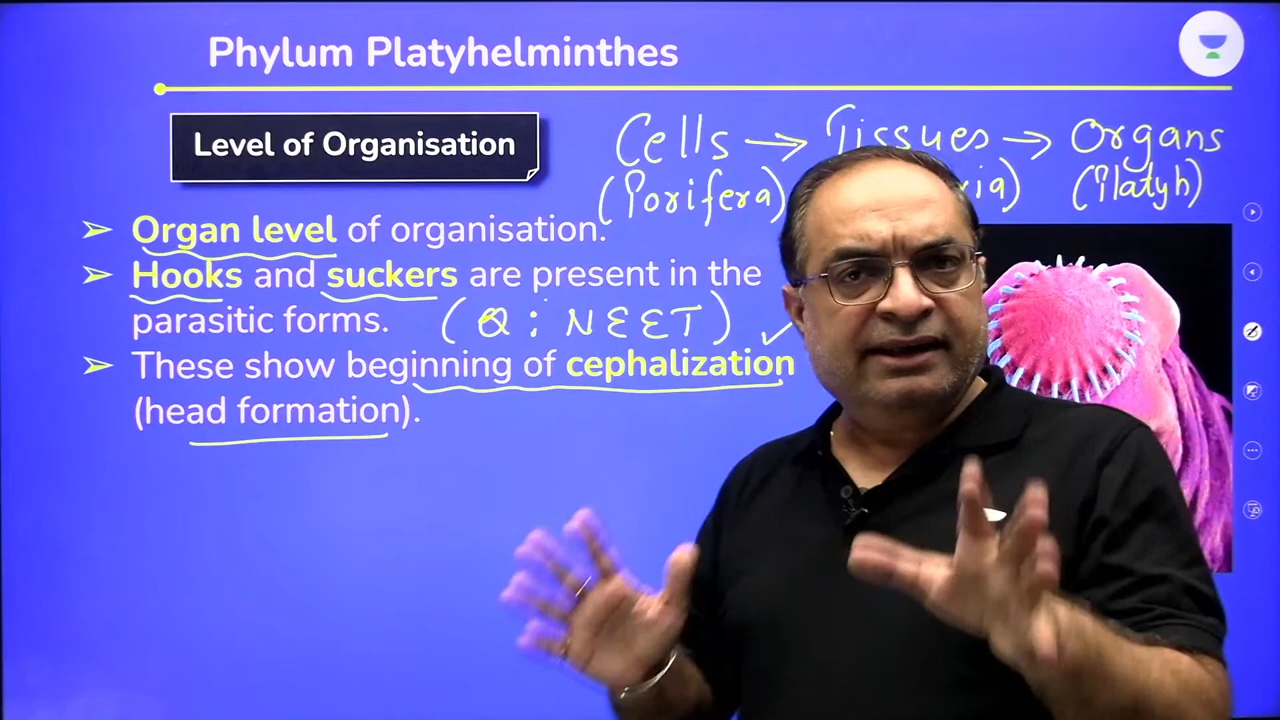 Phylum Platyhelminthes
Level of Organisation
Cells → Tissues → Organs
(Porifera) ria) (Platyh)
➢ Organ level of organisation.
➢ Hooks and suckers are present in the
parasitic forms. (Q : NEET) ✓
➢ These show beginning of cephalization
(head formation).